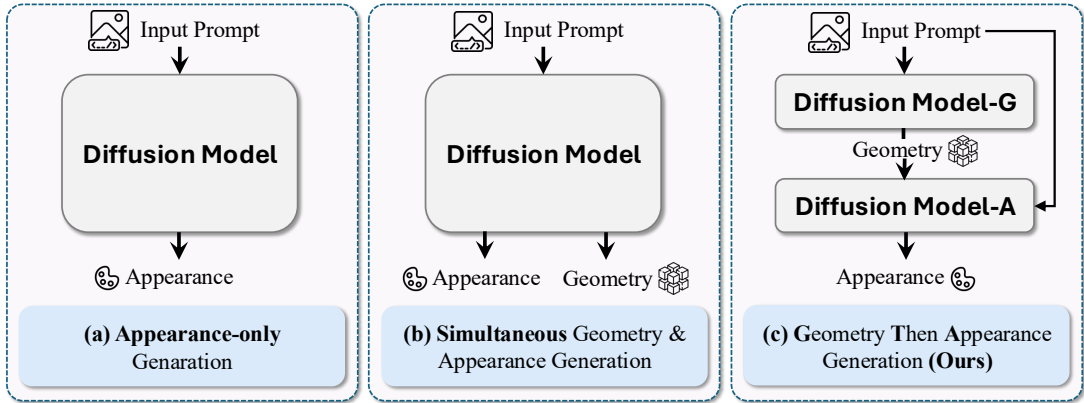 </> Input Prompt
Diffusion Model
Appearance
(a) Appearance-only
Genaration
</> Input Prompt
Diffusion Model
Appearance
Geometry
(b) Simultaneous Geometry &
Appearance Generation
</> Input Prompt
Diffusion Model-G
Geometry
Diffusion Model-A
Appearance
(c) Geometry Then Appearance
Generation (Ours)